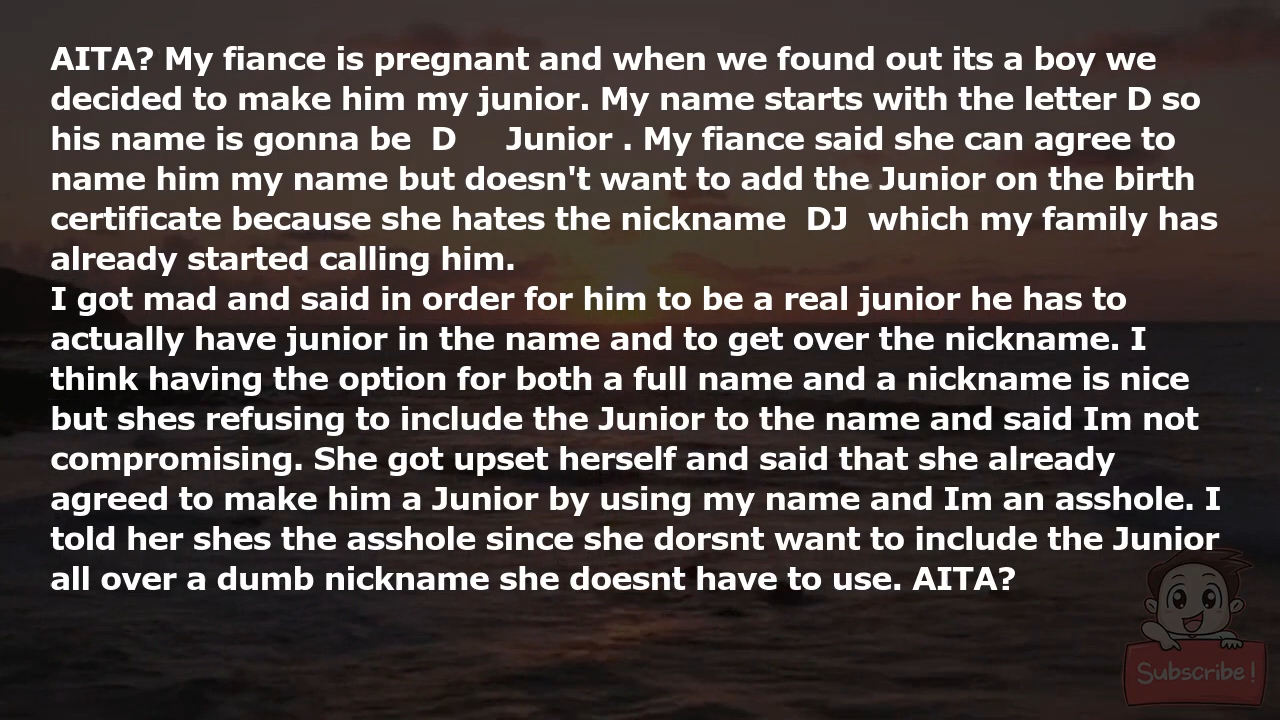 AITA? My fiance is pregnant and when we found out its a boy we
decided to make him my junior. My name starts with the letter D so
his name is gonna be D Junior . My fiance said she can agree to
name him my name but doesn't want to add the Junior on the birth
certificate because she hates the nickname DJ which my family has
already started calling him.
I got mad and said in order for him to be a real junior he has to
actually have junior in the name and to get over the nickname. I
think having the option for both a full name and a nickname is nice
but shes refusing to include the Junior to the name and said Im not
compromising. She got upset herself and said that she already
agreed to make him a Junior by using my name and Im an asshole. I
told her shes the asshole since she dorsnt want to include the Junior
all over a dumb nickname she doesnt have to use. AITA?
Subscribe!